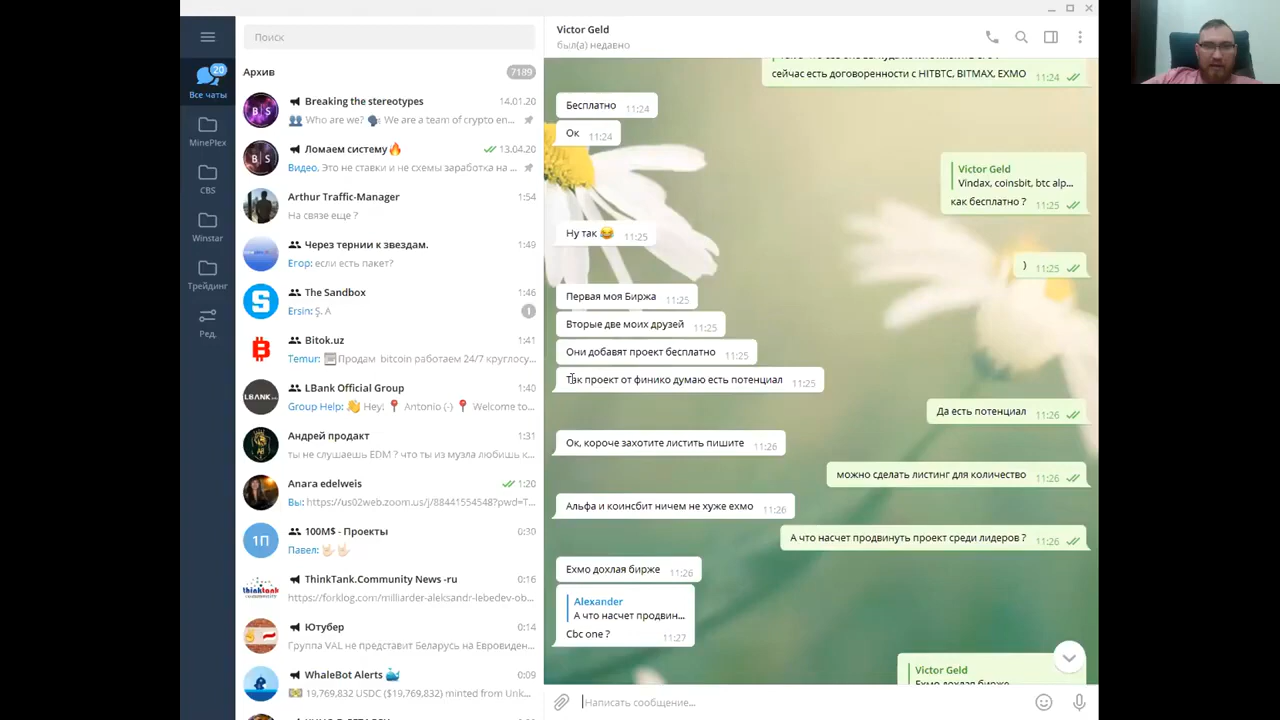 Поиск
Архив
7189
20
Все чаты
MinePlex
CBS
Winstar
Трейдинг
Ред.
Breaking the stereotypes
14.01.20
Who are we? We are a team of crypto en...
Ломаем систему
13.04.20
Видео, Это не ставки и не схемы заработка на ...
Arthur Traffic-Manager
1:54
На связе еще ?
Через тернии к звездам.
1:49
Егор: если есть пакет?
The Sandbox
1:46
Ersin: Ş. A
1
Bitok.uz
1:41
Temur: Продам bitcoin работаем 24/7 круглосу...
LBANK
LBank Official Group
1:40
Group Help: Hey! Antonio (-) Welcome to...
Андрей продакт
1:31
ты не слушаешь EDM ? что ты из музла любишь к...
Anara edelweis
1:20
Вы: https://us02web.zoom.us/j/88441554548?pwd=T...
1П
100M$ - Проекты
0:30
Павел:
thinktank
ThinkTank.Community News -ru
0:16
https://forklog.com/milliarder-aleksandr-lebedev-ob...
Ютубер
0:14
Группа VAL не представит Беларусь на Евровиден...
WhaleBot Alerts
0:09
19,769,832 USDC ($19,769,832) minted from Unk...
Victor Geld
был(а) недавно
сейчас есть договоренности с HITBTC, BITMAX, EXMO
11:24
Бесплатно 11:24
Ок 11:24
Victor Geld
Vindax, coinsbit, btc alp...
как бесплатно ? 11:25
Ну так 11:25
) 11:25
Первая моя Биржа 11:25
Вторые две моих друзей 11:25
Они добавят проект бесплатно 11:25
Так проект от финико думаю есть потенциал 11:25
Да есть потенциал 11:26
Ок, короче захотите листить пишите 11:26
можно сделать листинг для количество 11:26
Альфа и коинсбит ничем не хуже ехмо 11:26
А что насчет продвинуть проект среди лидеров ? 11:26
Ехмо дохлая бирже 11:26
Alexander
А что насчет продвин...
Cbc one ? 11:27
Victor Geld
Ехмо дохлая бирже
Написать сообщение...